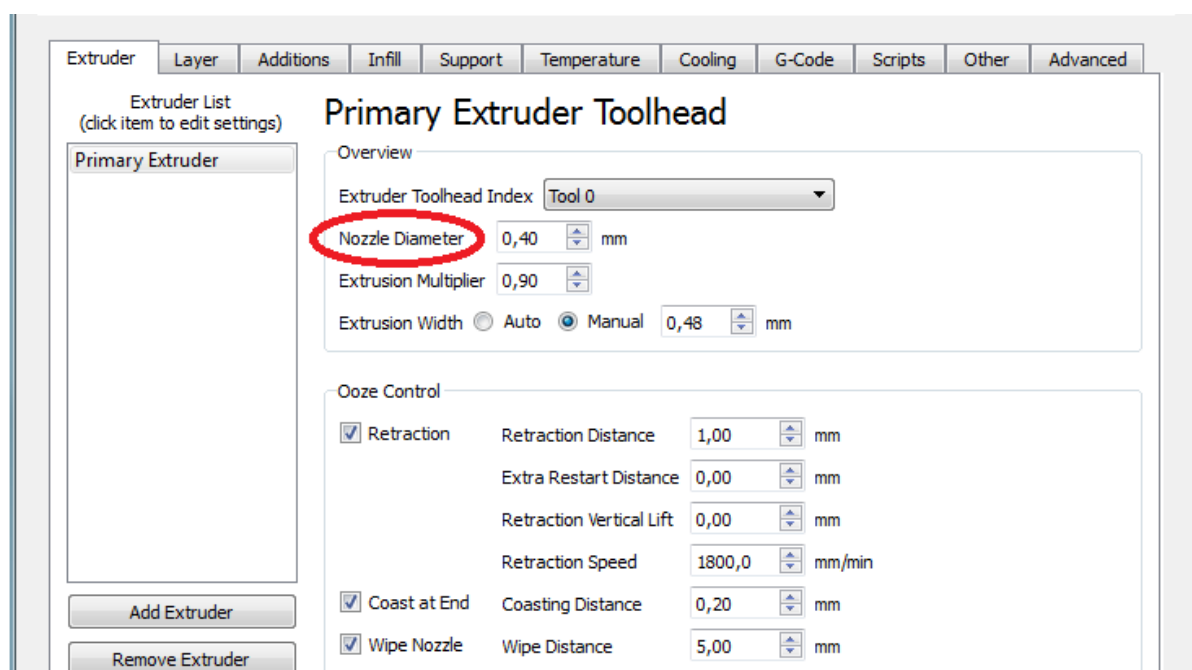 Extruder Layer Additions Infill Support Temperature Cooling G-Code Scripts Other Advanced
Extruder List
(click item to edit settings)
Primary Extruder
Add Extruder
Remove Extruder
Primary Extruder Toolhead
Overview
Extruder Toolhead Index Tool 0
Nozzle Diameter 0,40 mm
Extrusion Multiplier 0,90
Extrusion Width Auto Manual 0,48 mm
Ooze Control
Retraction Retraction Distance 1,00 mm
Extra Restart Distance 0,00 mm
Retraction Vertical Lift 0,00 mm
Retraction Speed 1800,0 mm/min
Coast at End Coasting Distance 0,20 mm
Wipe Nozzle Wipe Distance 5,00 mm